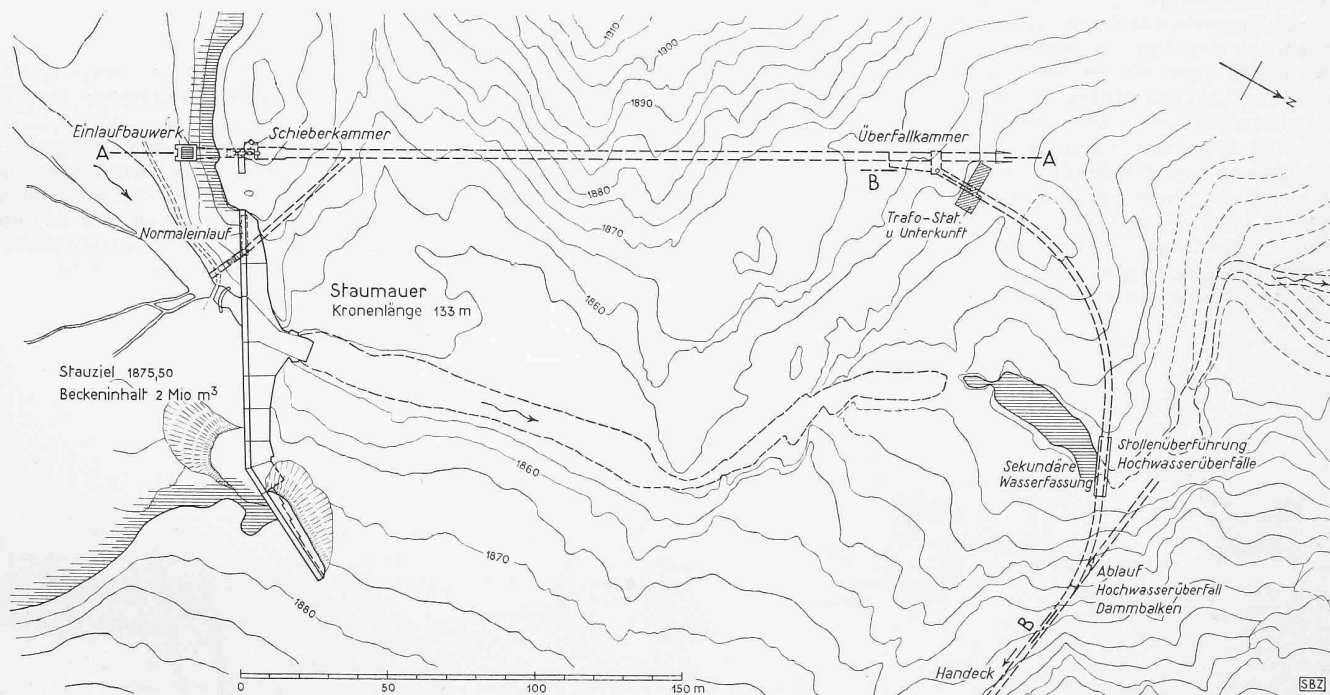 1910
1900
1890
1880
1870
1860
N
Einlaufbauwerk
Schieberkammer
Überfallkammer
A
A
B
Trafo-Stat.
u Unterkunft
Normaleinlauf
Staumauer
Kronenlänge 133 m
Stauziel 1875,50
Beckeninhalt 2 Mio m³
Stollenüberführung
Hochwasserüberfälle
Sekundäre
Wasserfassung
1860
1870
1880
Ablauf
Hochwasserüberfall
Dammbalken
B
Handeck
0 50 100 150 m
SBZ